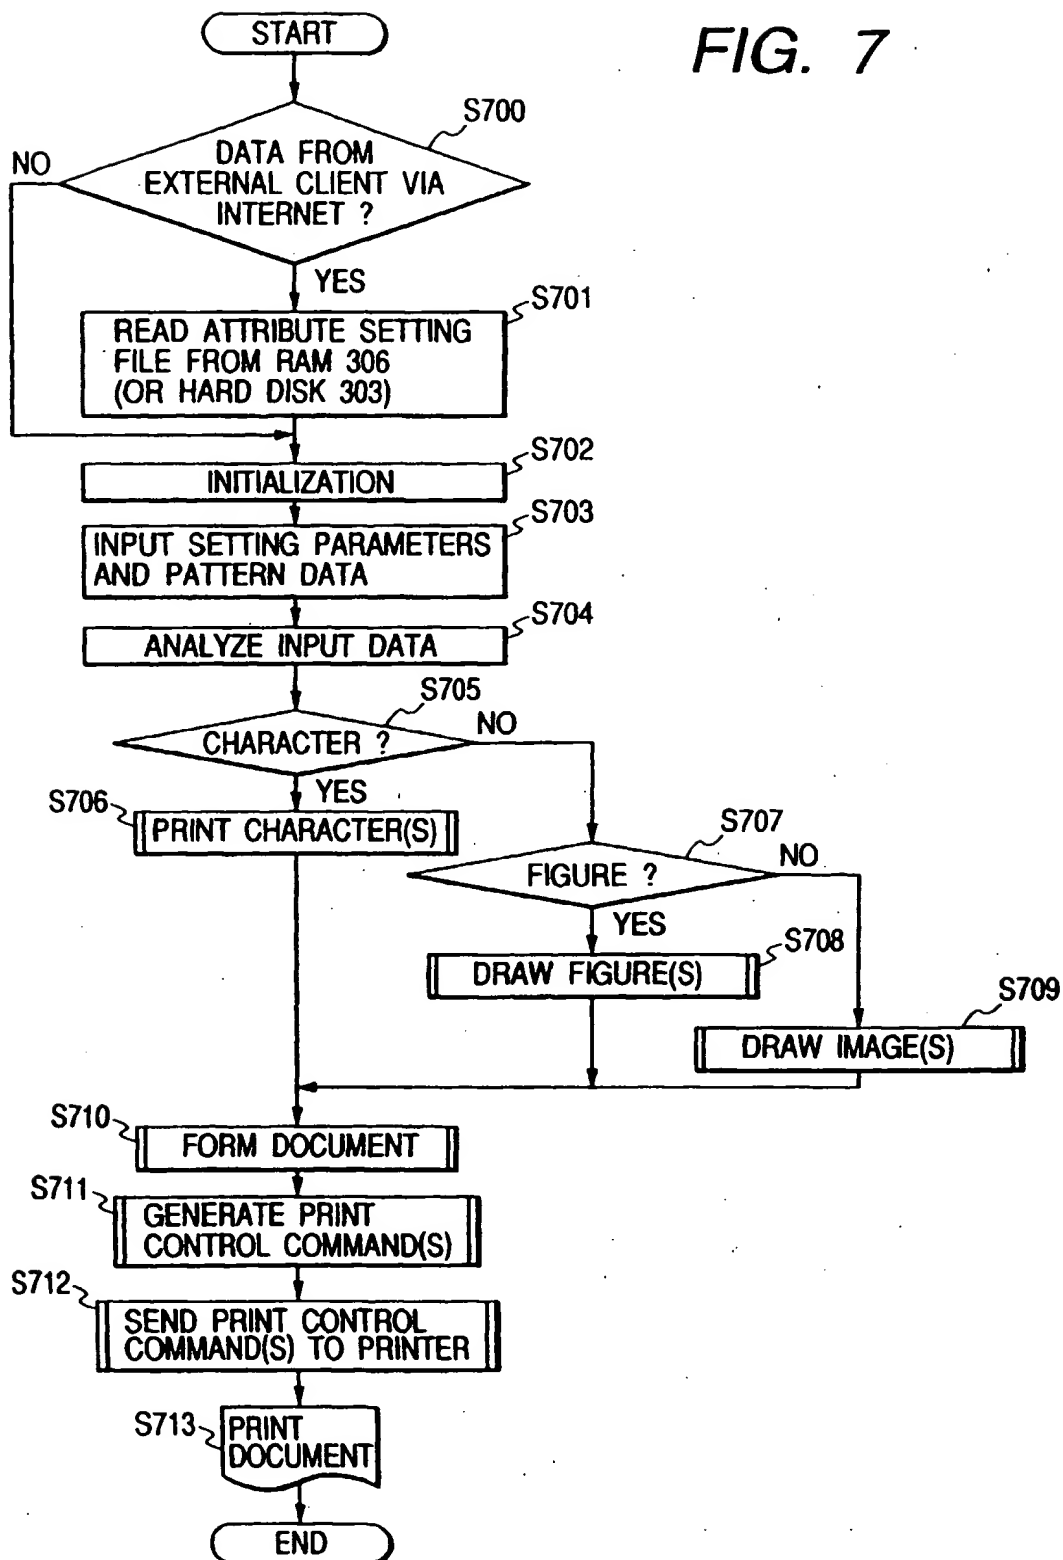 FIG. 7
START
S700
DATA FROM
EXTERNAL CLIENT VIA
INTERNET ?
NO
YES
S701
READ ATTRIBUTE SETTING
FILE FROM RAM 306
(OR HARD DISK 303)
S702
INITIALIZATION
S703
INPUT SETTING PARAMETERS
AND PATTERN DATA
S704
ANALYZE INPUT DATA
S705
CHARACTER ?
NO
YES
S706
PRINT CHARACTER(S)
S707
FIGURE ?
NO
YES
S708
DRAW FIGURE(S)
S709
DRAW IMAGE(S)
S710
FORM DOCUMENT
S711
GENERATE PRINT
CONTROL COMMAND(S)
S712
SEND PRINT CONTROL
COMMAND(S) TO PRINTER
S713
PRINT
DOCUMENT
END